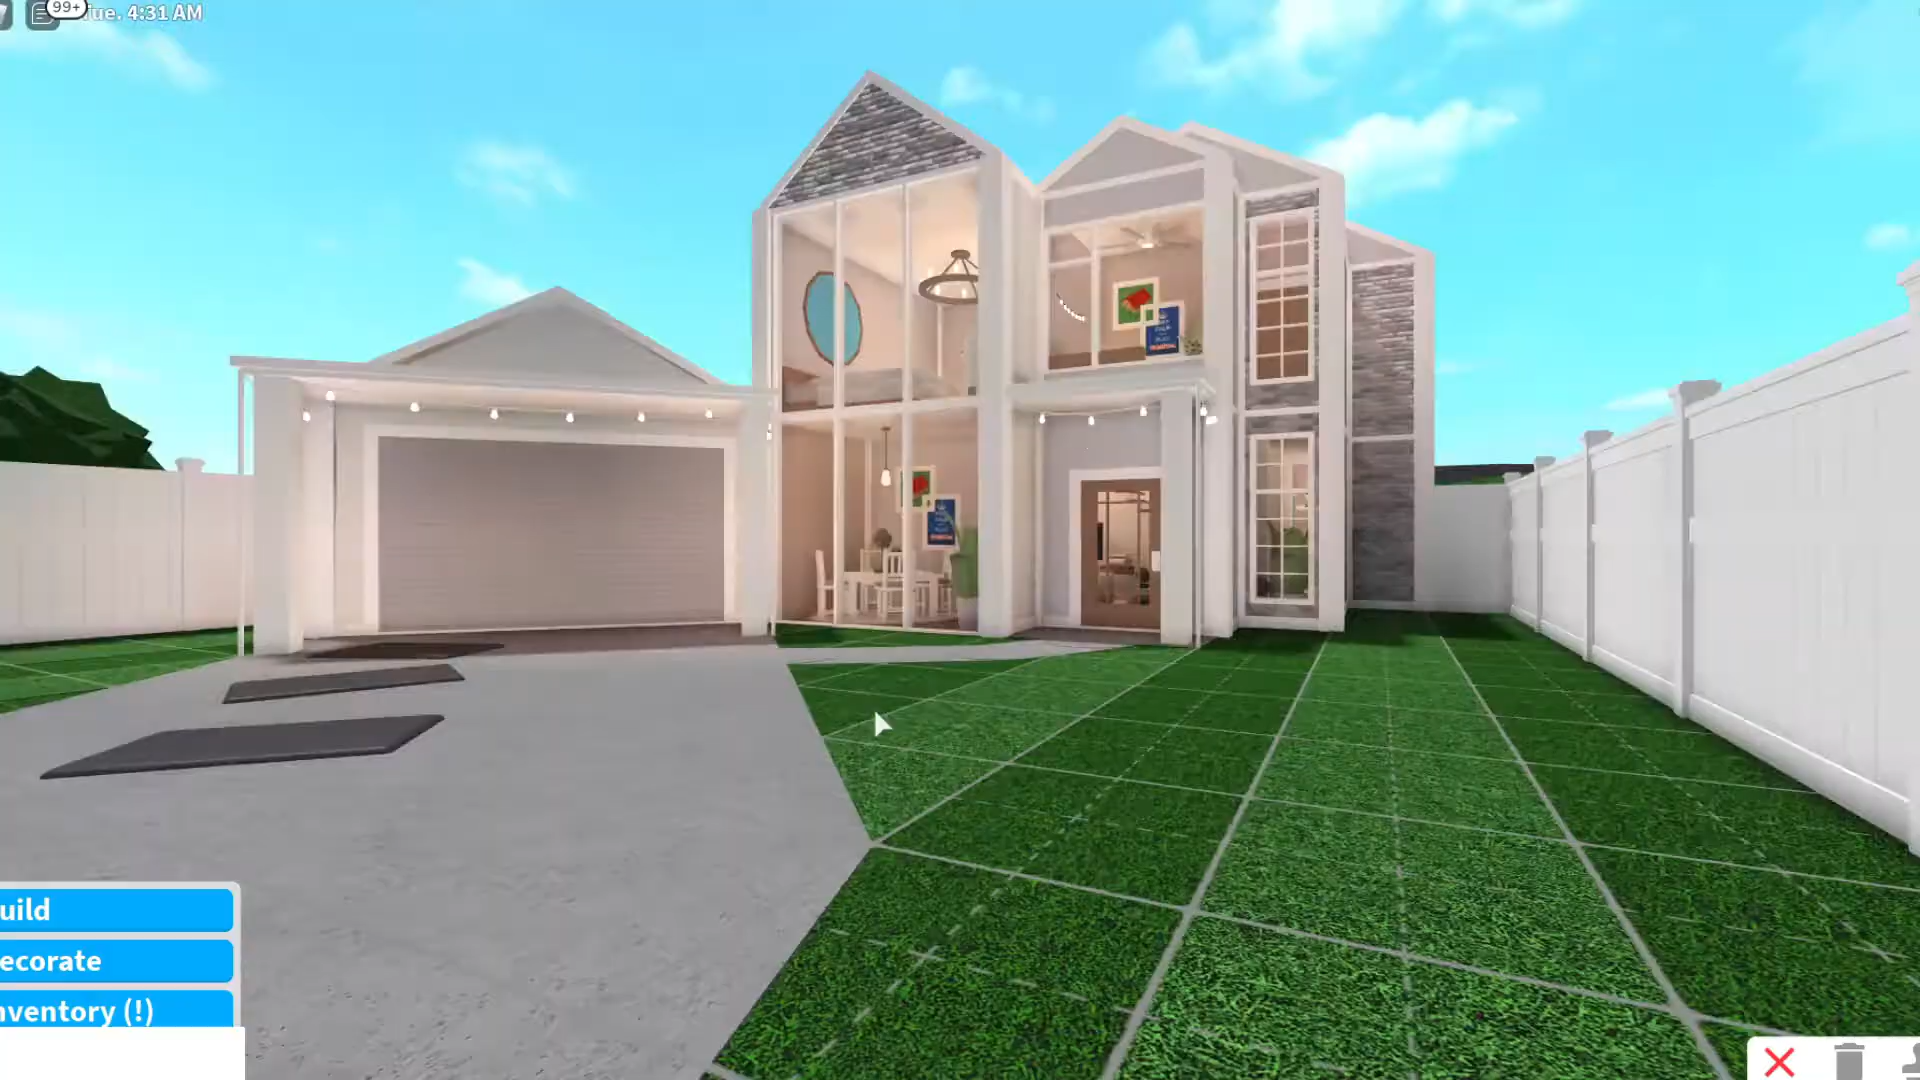 99+
ue. 4:31 AM
uild
ecorate
nventory (!)